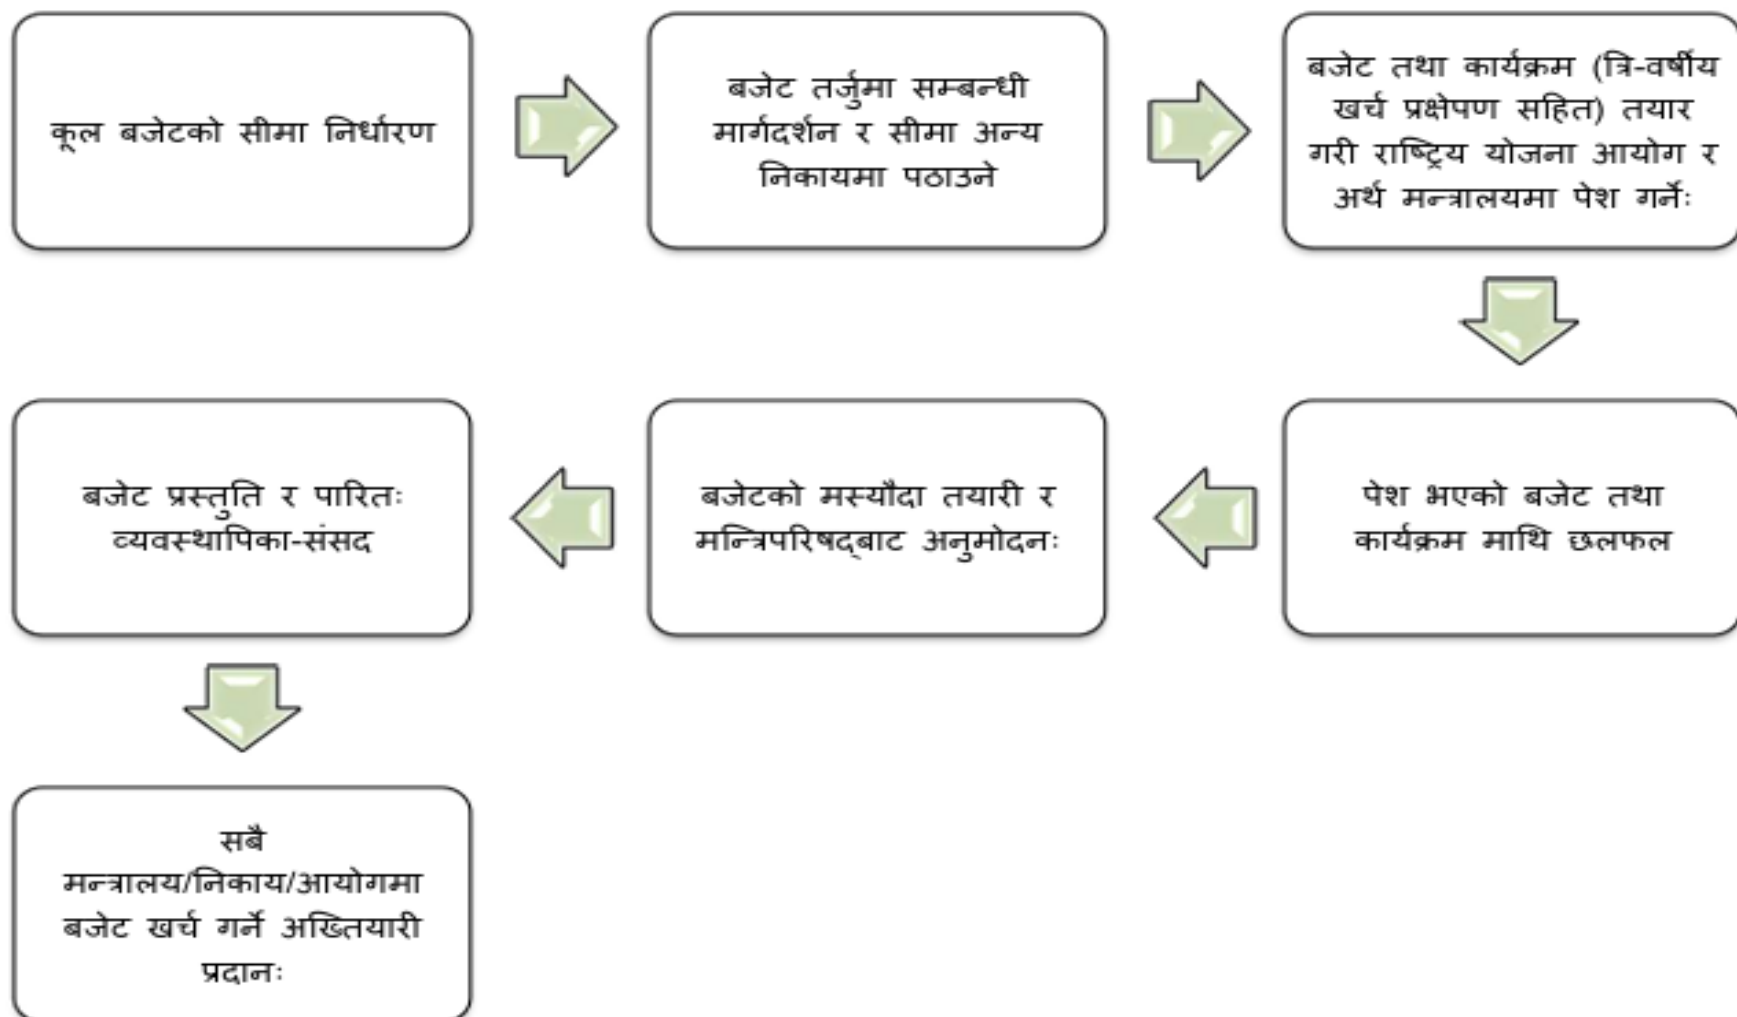 कूल बजेटको सीमा निर्धारण
बजेट तर्जुमा सम्बन्धी
मार्गदर्शन र सीमा अन्य
निकायमा पठाउने
बजेट तथा कार्यक्रम (त्रि-वर्षीय
खर्च प्रक्षेपण सहित) तयार
गरी राष्ट्रिय योजना आयोग र
अर्थ मन्त्रालयमा पेश गर्नेः
पेश भएको बजेट तथा
कार्यक्रम माथि छलफल
बजेटको मस्यौदा तयारी र
मन्त्रिपरिषद्बाट अनुमोदनः
बजेट प्रस्तुति र पारितः
व्यवस्थापिका-संसद
सबै
मन्त्रालय/निकाय/आयोगमा
बजेट खर्च गर्ने अख्तियारी
प्रदानः